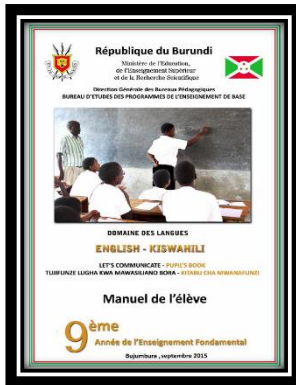 République du Burundi
Ministère de l'Education,
de l'Enseignement Supérieur
et de la Recherche Scientifique
Direction Générale des Bureaux Pédagogiques
BUREAU D'ETUDES DES PROGRAMMES DE L'ENSEIGNEMENT DE BASE
DOMAINE DES LANGUES
ENGLISH - KISWAHILI
LET'S COMMUNICATE - PUPIL'S BOOK
TUJIFUNZE LUGHA KWA MAWASILIANO BORA - KITABU CHA MWANAFUNZI
Manuel de l'élève
9ème
Année de l'Enseignement Fondamental
Bujumbura, septembre 2015